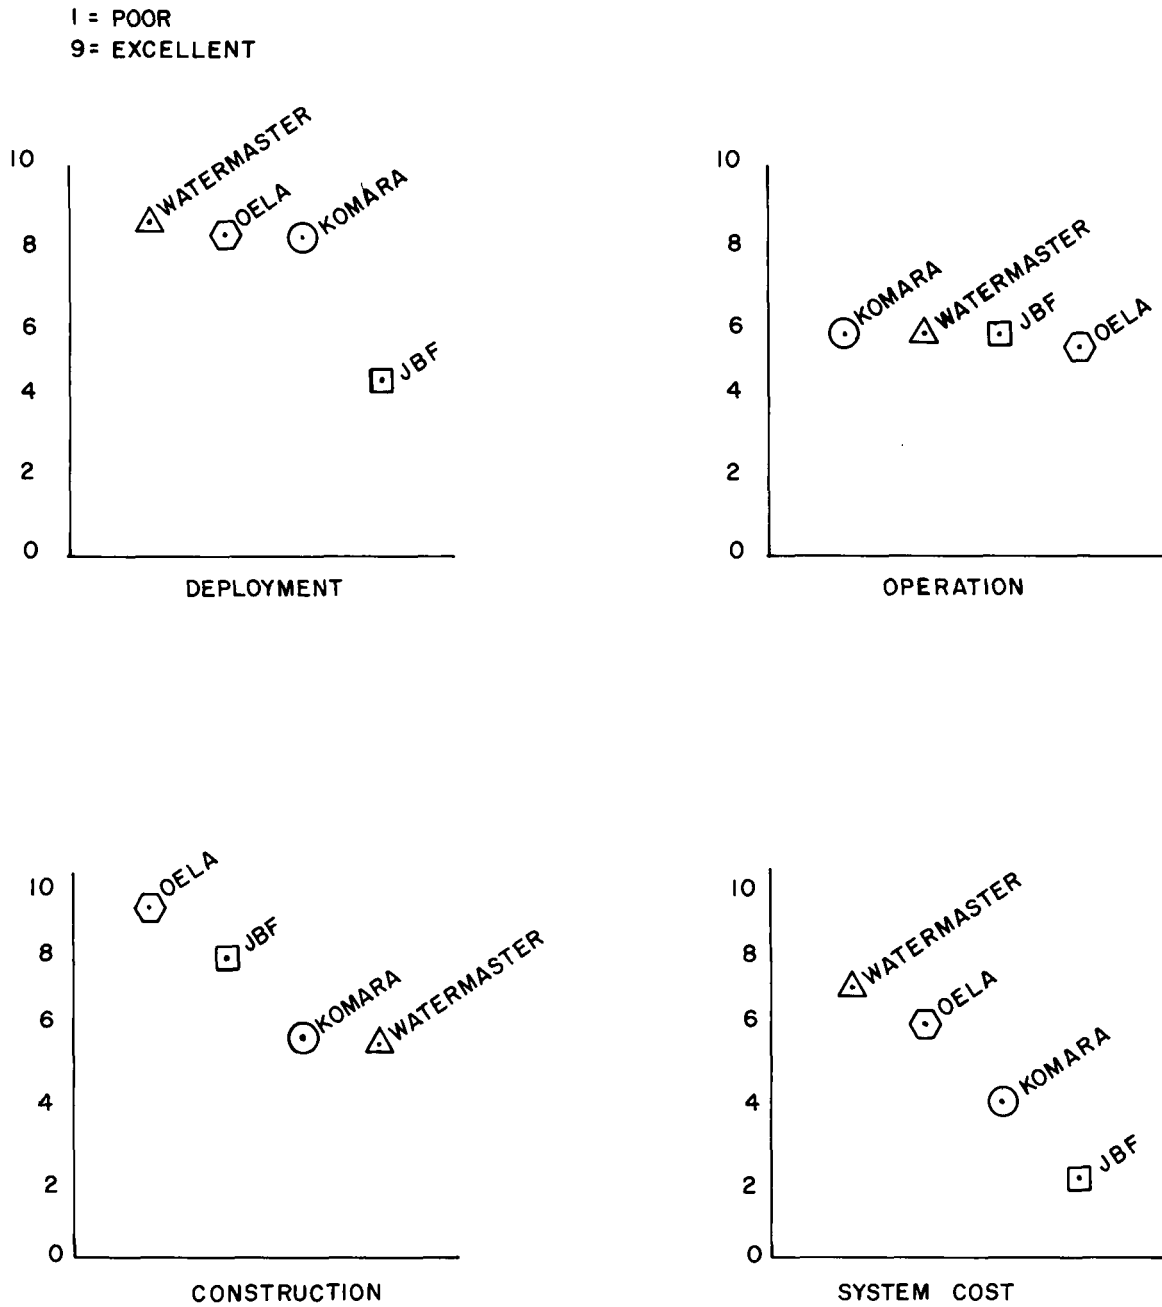 1 = POOR
9 = EXCELLENT
10
8
6
4
2
0
WATERMASTER
OELA
KOMARA
JBF
DEPLOYMENT
10
8
6
4
2
0
KOMARA
WATERMASTER
JBF
OELA
OPERATION
10
8
6
4
2
0
OELA
JBF
KOMARA
WATERMASTER
CONSTRUCTION
10
8
6
4
2
0
WATERMASTER
OELA
KOMARA
JBF
SYSTEM COST